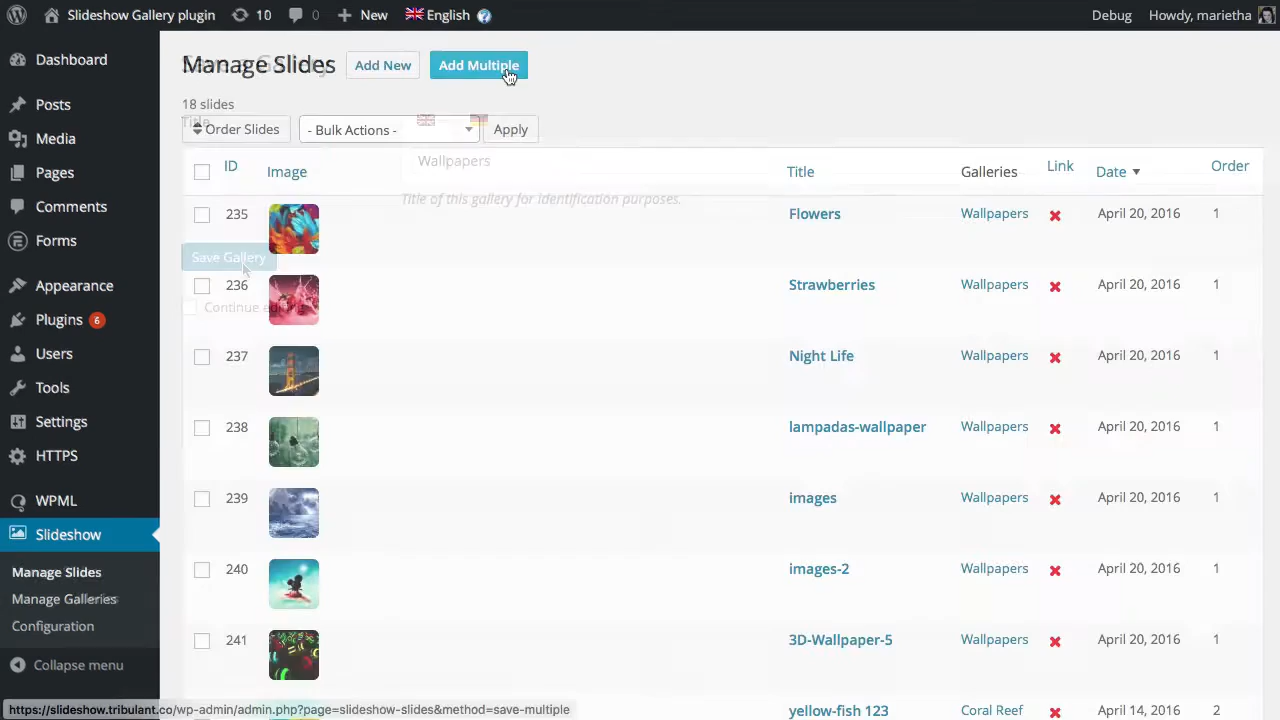 Slideshow Gallery plugin 10 0 New English Debug Howdy, marietha
Dashboard
Posts
Media
Pages
Comments
Forms
Appearance
Plugins 6
Users
Tools
Settings
HTTPS
WPML
Slideshow
Manage Slides
Manage Galleries
Configuration
Collapse menu
Manage Slides Add New Add Multiple
18 slides
Title
Order Slides - Bulk Actions - Apply
Wallpapers
ID Image Title Galleries Link Date Order
Title of this gallery for identification purposes.
235 Flowers Wallpapers April 20, 2016 1
Save Gallery
236 Strawberries Wallpapers April 20, 2016 1
Continue editing
237 Night Life Wallpapers April 20, 2016 1
238 lampadas-wallpaper Wallpapers April 20, 2016 1
239 images Wallpapers April 20, 2016 1
240 images-2 Wallpapers April 20, 2016 1
241 3D-Wallpaper-5 Wallpapers April 20, 2016 1
yellow-fish 123 Coral Reef April 14, 2016 2
https://slideshow.tribulant.co/wp-admin/admin.php?page=slideshow-slides&method=save-multiple